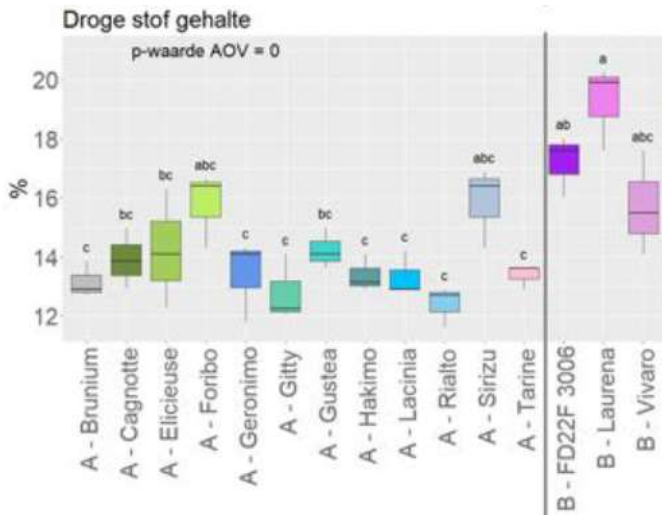 Droge stof gehalte
p-waarde AOV = 0
%
20
18
16
14
12
c
bc
bc
abc
c
c
bc
c
c
c
abc
c
ab
a
abc
A - Brunium
A - Cagnotte
A - Elicieuse
A - Foribo
A - Geronimo
A - Gitty
A - Gustea
A - Hakimo
A - Lacinia
A - Rialto
A - Sirizu
A - Tarine
B - FD22F 3006
B - Laurena
B - Vivaro